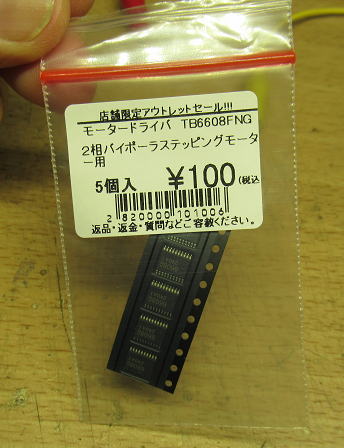 店舗限定アウトレットセール!!!
モータードライバ TB6608FNG
2相バイポーラステッピングモータ
ー用
5個入 ¥100(税込
2 820000 101006
返品・返金・質問などご容赦ください。